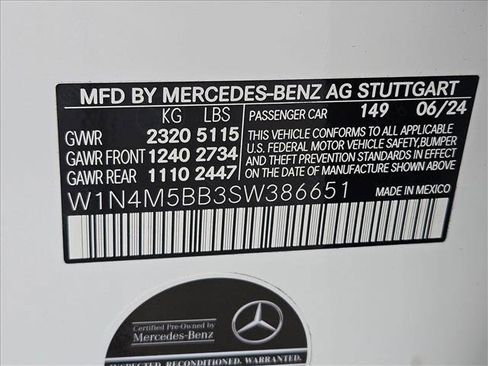 MFD BY MERCEDES-BENZ AG STUTTGART
KG LBS PASSENGER CAR 149 06/24
GVWR 2320 5115 THIS VEHICLE CONFORMS TO ALL APPLICABLE
U.S. FEDERAL MOTOR VEHICLE SAFETY,BUMPER
GAWR FRONT 1240 2734 AND THEFT PREVENTION STANDARDS IN EFFECT
GAWR REAR 1110 2447 ON THE DATE OF MANUFACTURE SHOWN ABOVE.
W1N4M5BB3SW386651 MADE IN MEXICO
Certified Pre-Owned by
Mercedes-Benz
INSPECTED. RECONDITIONED. WARRANTED.